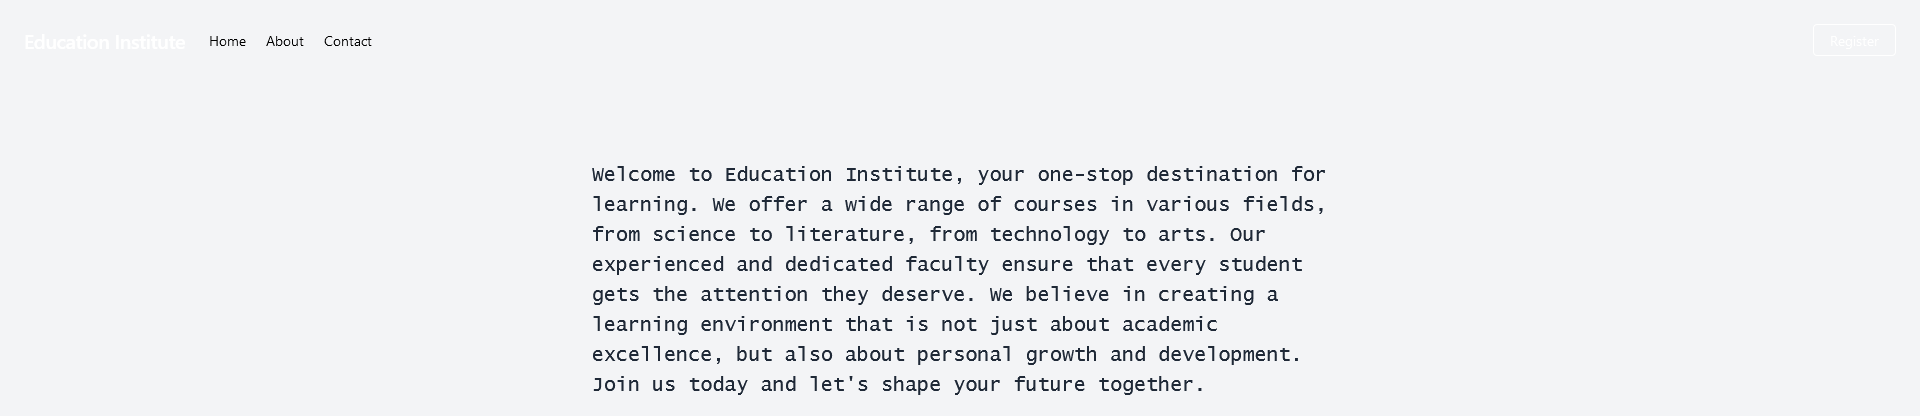 Education Institute Home About Contact Register
Welcome to Education Institute, your one-stop destination for
learning. We offer a wide range of courses in various fields,
from science to literature, from technology to arts. Our
experienced and dedicated faculty ensure that every student
gets the attention they deserve. We believe in creating a
learning environment that is not just about academic
excellence, but also about personal growth and development.
Join us today and let's shape your future together.